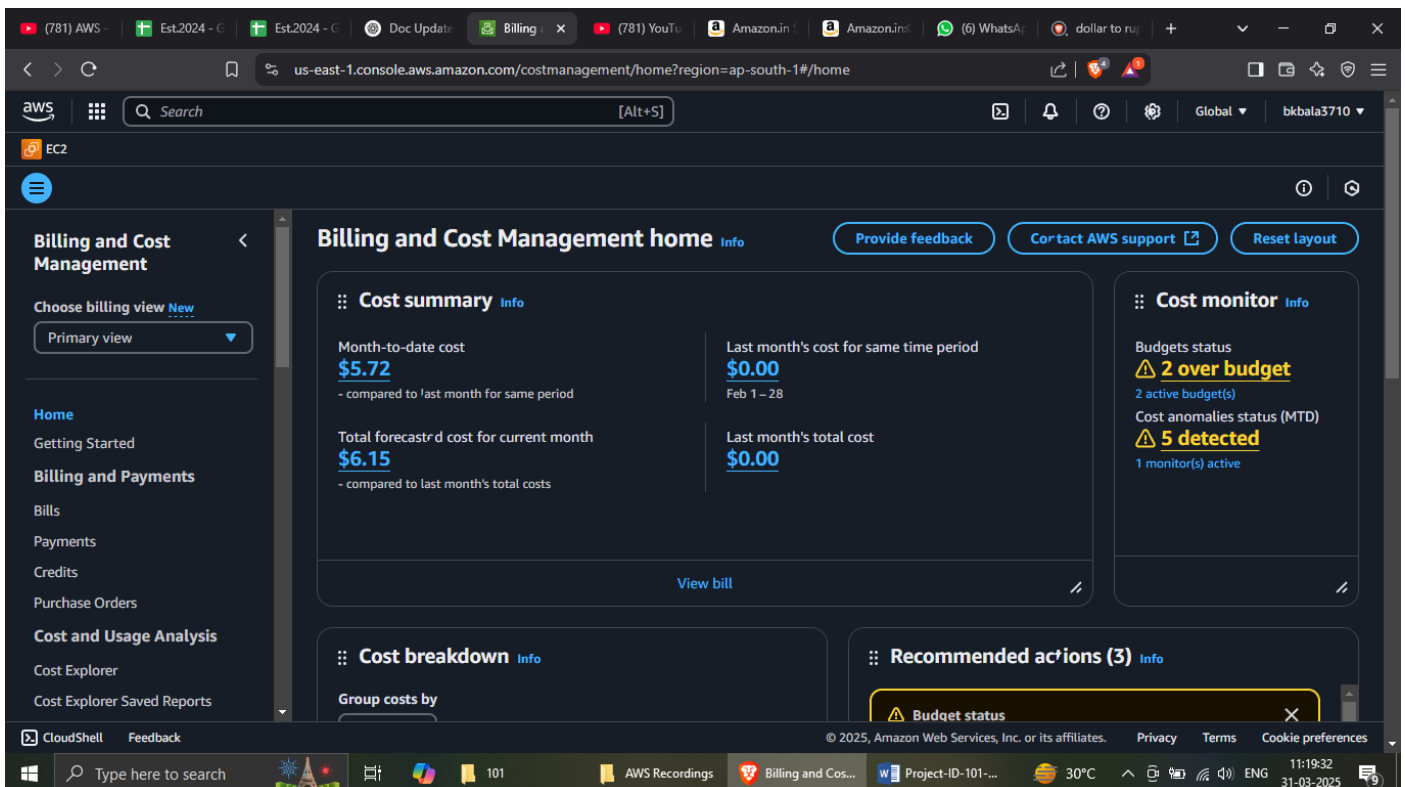 (781) AWS -
Est.2024 - G
Est.2024 - G
Doc Update
Billing a
(781) YouTu
Amazon.in S
Amazon.in:
(6) WhatsAp
dollar to rup
us-east-1.console.aws.amazon.com/costmanagement/home?region=ap-south-1#/home
4
1
aws
Search
[Alt+S]
Global
bkbala3710
EC2
Billing and Cost
Management
Choose billing view New
Primary view
Home
Getting Started
Billing and Payments
Bills
Payments
Credits
Purchase Orders
Cost and Usage Analysis
Cost Explorer
Cost Explorer Saved Reports
Billing and Cost Management home Info
Provide feedback
Contact AWS support
Reset layout
Cost summary Info
Month-to-date cost
$5.72
- compared to last month for same period
Last month's cost for same time period
$0.00
Feb 1 – 28
Total forecasted cost for current month
$6.15
- compared to last month's total costs
Last month's total cost
$0.00
View bill
Cost monitor Info
Budgets status
2 over budget
2 active budget(s)
Cost anomalies status (MTD)
5 detected
1 monitor(s) active
Cost breakdown Info
Group costs by
Recommended actions (3) Info
Budget status
CloudShell
Feedback
© 2025, Amazon Web Services, Inc. or its affiliates.
Privacy
Terms
Cookie preferences
Type here to search
101
AWS Recordings
Billing and Cos...
Project-ID-101-...
30°C
ENG
11:19:32
31-03-2025
9